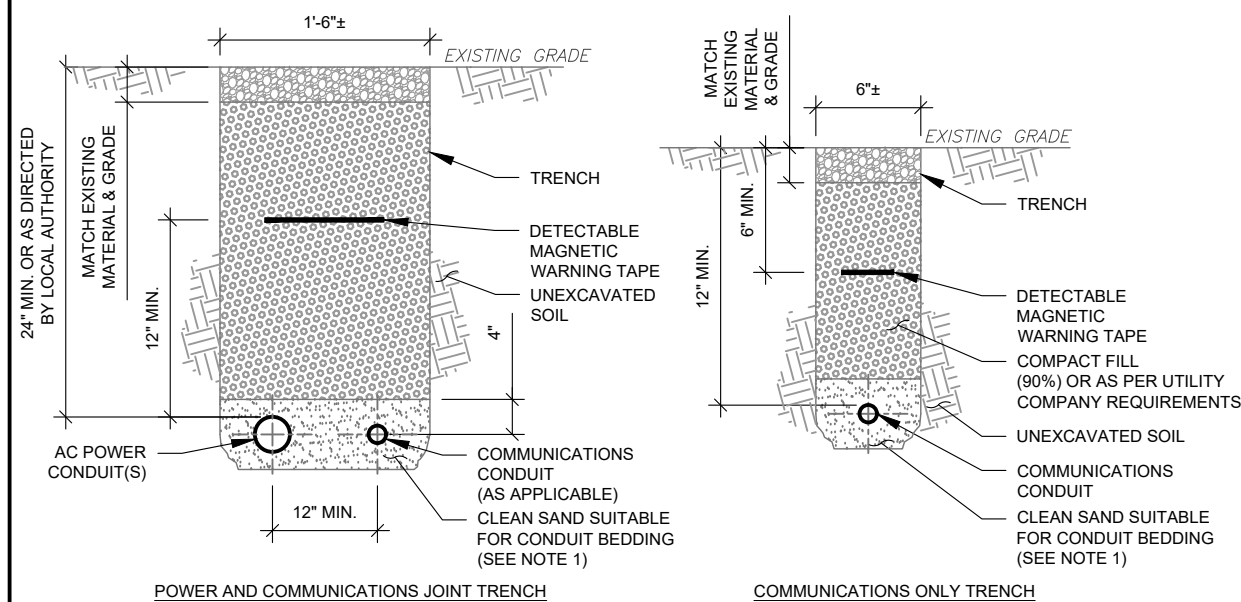 1'-6"±
EXISTING GRADE
24" MIN. OR AS DIRECTED
BY LOCAL AUTHORITY
MATCH EXISTING
MATERIAL & GRADE
12" MIN.
TRENCH
DETECTABLE
MAGNETIC
WARNING TAPE
UNEXCAVATED
SOIL
4"
AC POWER
CONDUIT(S)
COMMUNICATIONS
CONDUIT
(AS APPLICABLE)
12" MIN.
CLEAN SAND SUITABLE
FOR CONDUIT BEDDING
(SEE NOTE 1)
POWER AND COMMUNICATIONS JOINT TRENCH
MATCH
EXISTING
MATERIAL
& GRADE
6"±
EXISTING GRADE
6" MIN.
12" MIN.
TRENCH
DETECTABLE
MAGNETIC
WARNING TAPE
COMPACT FILL
(90%) OR AS PER UTILITY
COMPANY REQUIREMENTS
UNEXCAVATED SOIL
COMMUNICATIONS
CONDUIT
CLEAN SAND SUITABLE
FOR CONDUIT BEDDING
(SEE NOTE 1)
COMMUNICATIONS ONLY TRENCH